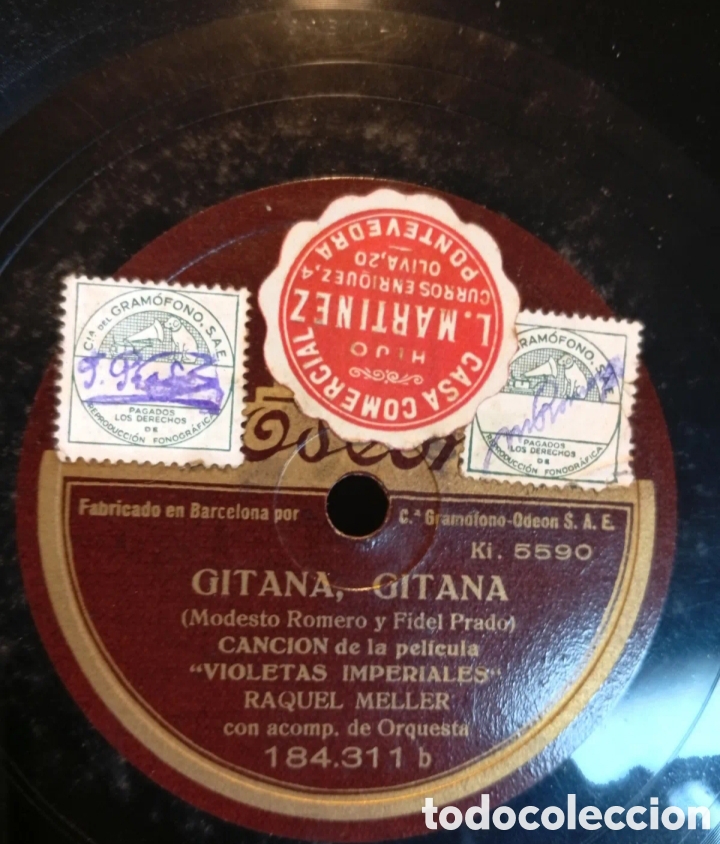 CASA COMERCIAL
HIJO
L. MARTINEZ
CURROS ENRIQUEZ, 4
OLIVA, 20
PONTEVEDRA
CIA DEL GRAMÓFONO, SAE
PAGADOS
LOS DERECHOS
DE
REPRODUCCIÓN FONOGRÁFICA
GRAMÓFONO, SAE
PAGADOS
LOS DERECHOS
DE
REPRODUCCIÓN FONOGRÁFICA
Fabricado en Barcelona por C.ª Gramófono-Odeon S. A. E.
Ki. 5590
GITANA, GITANA
(Modesto Romero y Fidel Prado)
CANCION de la película
"VIOLETAS IMPERIALES"
RAQUEL MELLER
con acomp. de Orquesta
184.311 b
todocoleccion